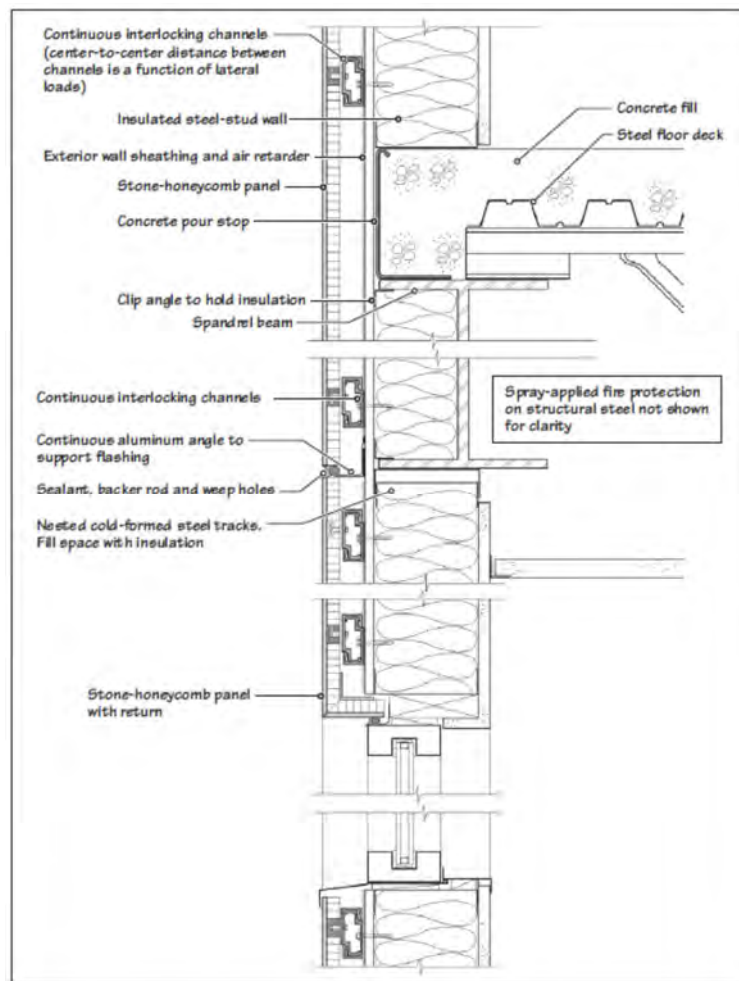 Continuous interlocking channels
(center-to-center distance between
channels is a function of lateral
loads)
Insulated steel-stud wall
Exterior wall sheathing and air retarder
Stone-honeycomb panel
Concrete pour stop
Concrete fill
Steel floor deck
Clip angle to hold insulation
Spandrel beam
Continuous interlocking channels
Spray-applied fire protection
on structural steel not shown
for clarity
Continuous aluminum angle to
support flashing
Sealant, backer rod and weep holes
Nested cold-formed steel tracks.
Fill space with insulation
Stone-honeycomb panel
with return